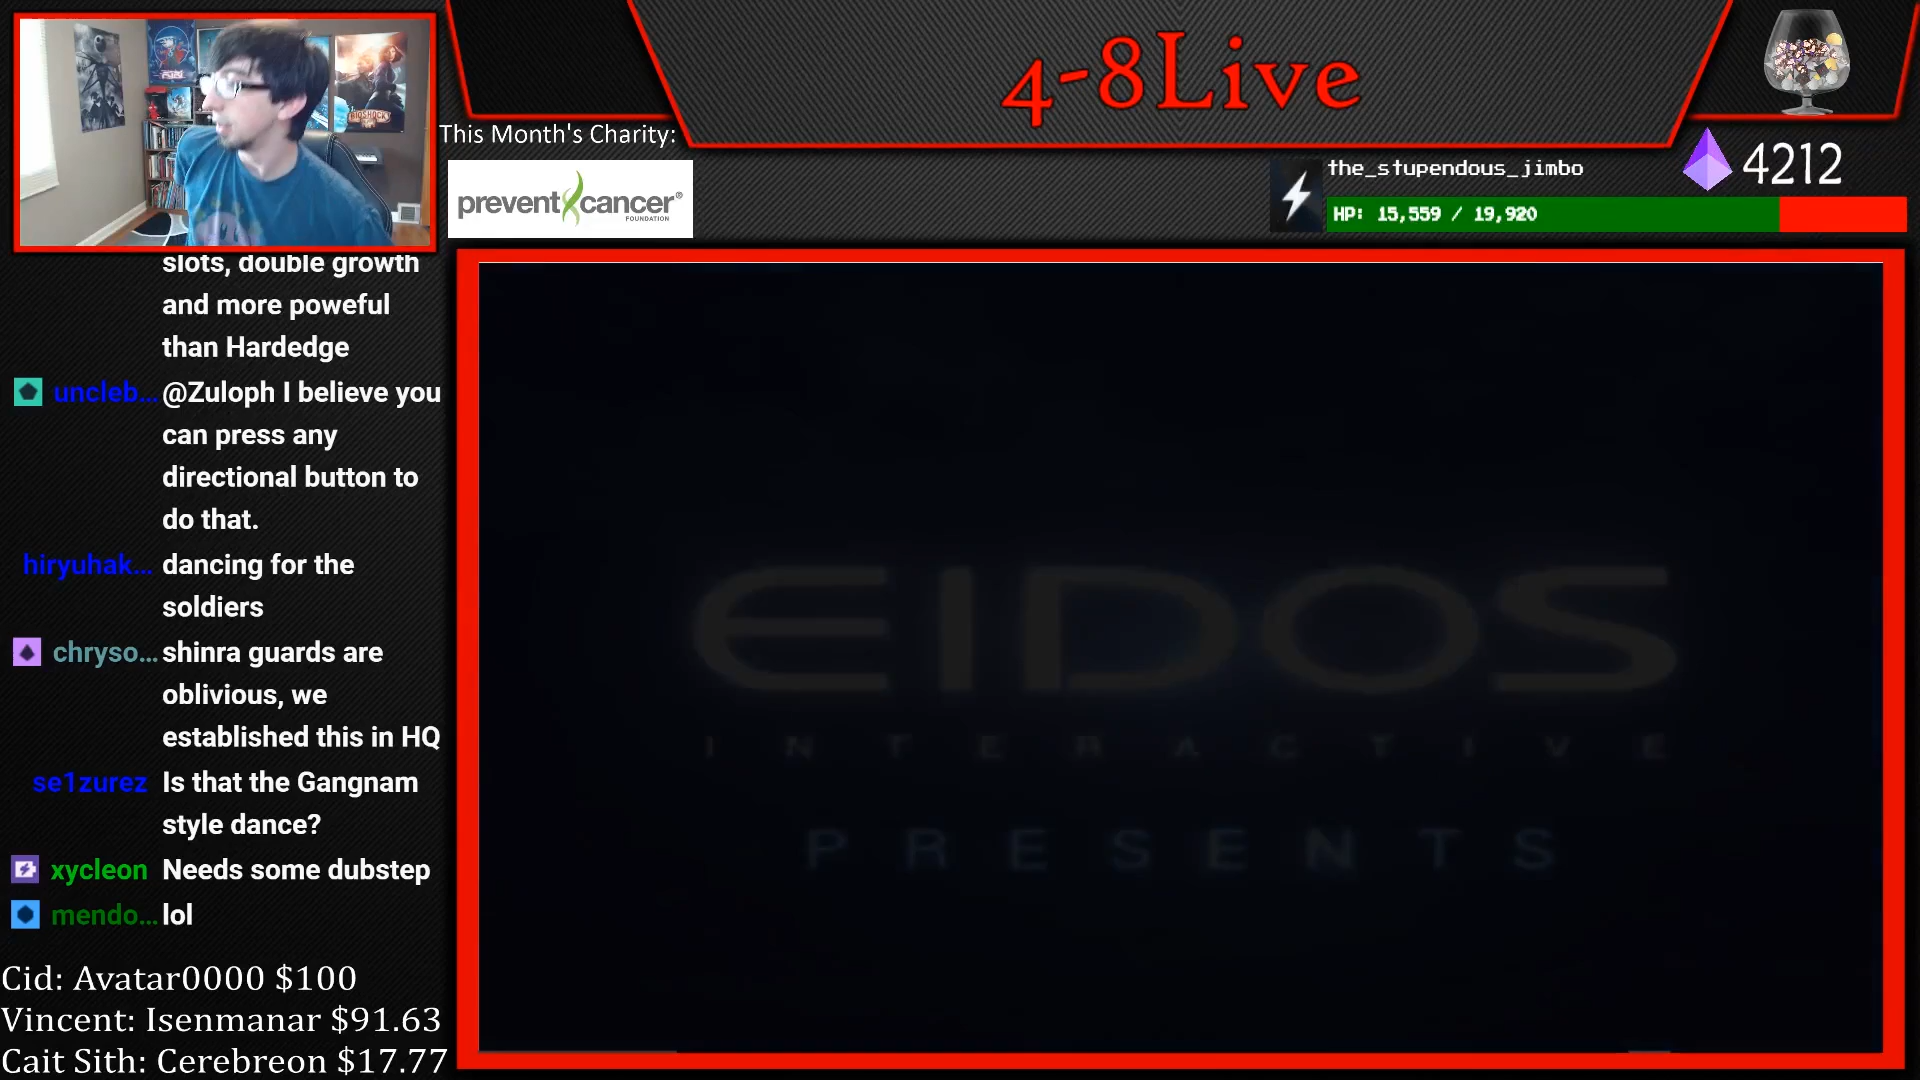 4-8Live
This Month's Charity:
prevent cancer®
FOUNDATION
4212
the_stupendous_jimbo
HP: 15,559 / 19,920
BIOSHOCK
slots, double growth
and more poweful
than Hardedge
uncleb... @Zuloph I believe you
can press any
directional button to
do that.
hiryuhak... dancing for the
soldiers
chryso... shinra guards are
oblivious, we
established this in HQ
se1zurez Is that the Gangnam
style dance?
xycleon Needs some dubstep
mendo... lol
Cid: Avatar0000 $100
Vincent: Isenmanar $91.63
Cait Sith: Cerebreon $17.77
EIDOS
INTERACTIVE
PRESENTS